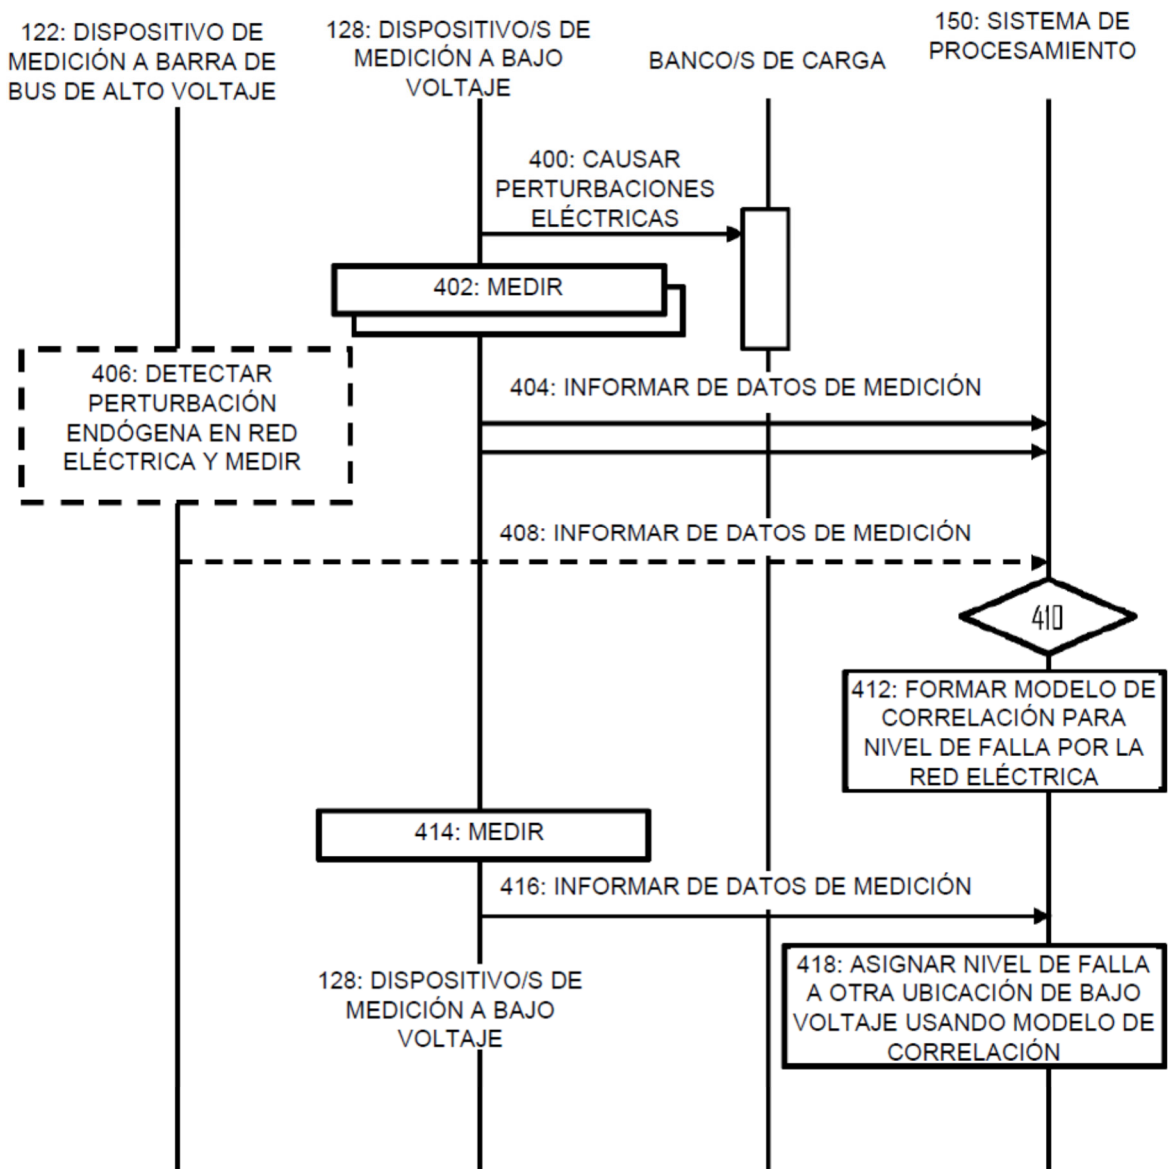 122: DISPOSITIVO DE
MEDICIÓN A BARRA DE
BUS DE ALTO VOLTAJE
128: DISPOSITIVO/S DE
MEDICIÓN A BAJO
VOLTAJE
BANCO/S DE CARGA
150: SISTEMA DE
PROCESAMIENTO
400: CAUSAR
PERTURBACIONES
ELÉCTRICAS
402: MEDIR
406: DETECTAR
PERTURBACIÓN
ENDÓGENA EN RED
ELÉCTRICA Y MEDIR
404: INFORMAR DE DATOS DE MEDICIÓN
408: INFORMAR DE DATOS DE MEDICIÓN
410
412: FORMAR MODELO DE
CORRELACIÓN PARA
NIVEL DE FALLA POR LA
RED ELÉCTRICA
414: MEDIR
416: INFORMAR DE DATOS DE MEDICIÓN
128: DISPOSITIVO/S DE
MEDICIÓN A BAJO
VOLTAJE
418: ASIGNAR NIVEL DE FALLA
A OTRA UBICACIÓN DE BAJO
VOLTAJE USANDO MODELO DE
CORRELACIÓN